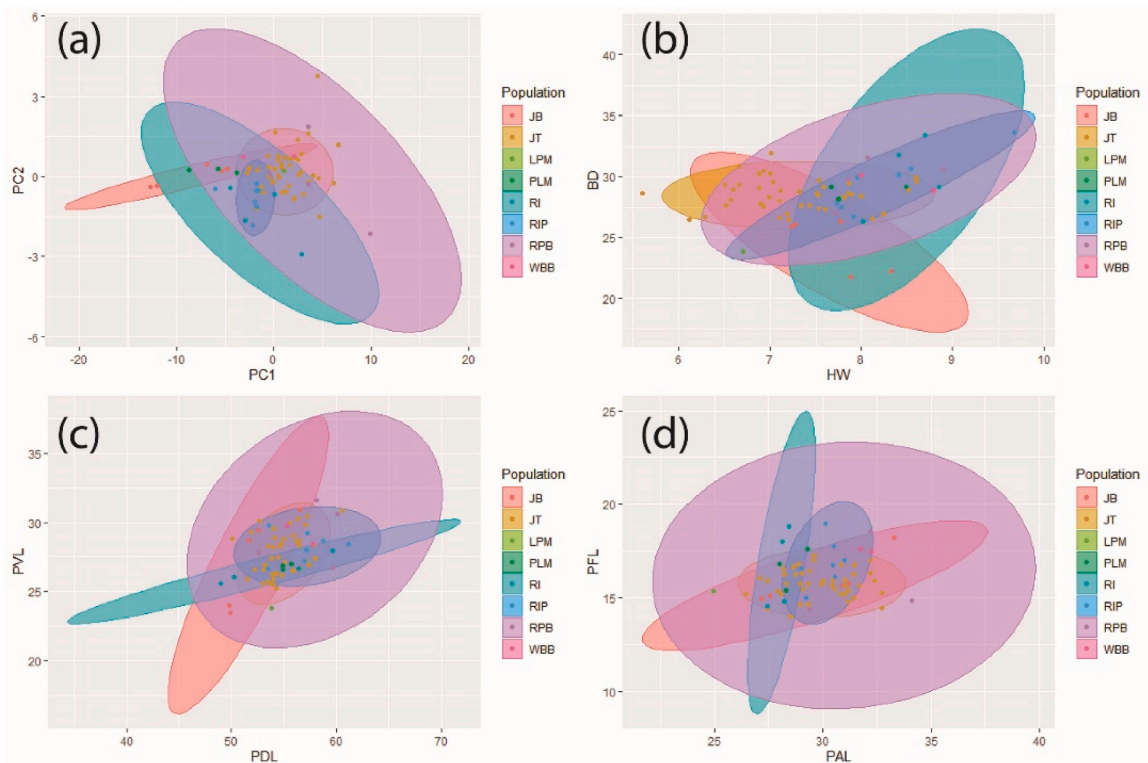 (a)
6
3
0
-3
-6
PC2
-20
-10
0
10
20
PC1
Population
JB
JT
LPM
PLM
RI
RIP
RPB
WBB
(b)
40
35
30
25
20
BD
6
7
8
9
10
HW
Population
JB
JT
LPM
PLM
RI
RIP
RPB
WBB
(c)
35
30
25
20
PVL
40
50
60
70
PDL
Population
JB
JT
LPM
PLM
RI
RIP
RPB
WBB
(d)
25
20
15
10
PFL
25
30
35
40
PAL
Population
JB
JT
LPM
PLM
RI
RIP
RPB
WBB